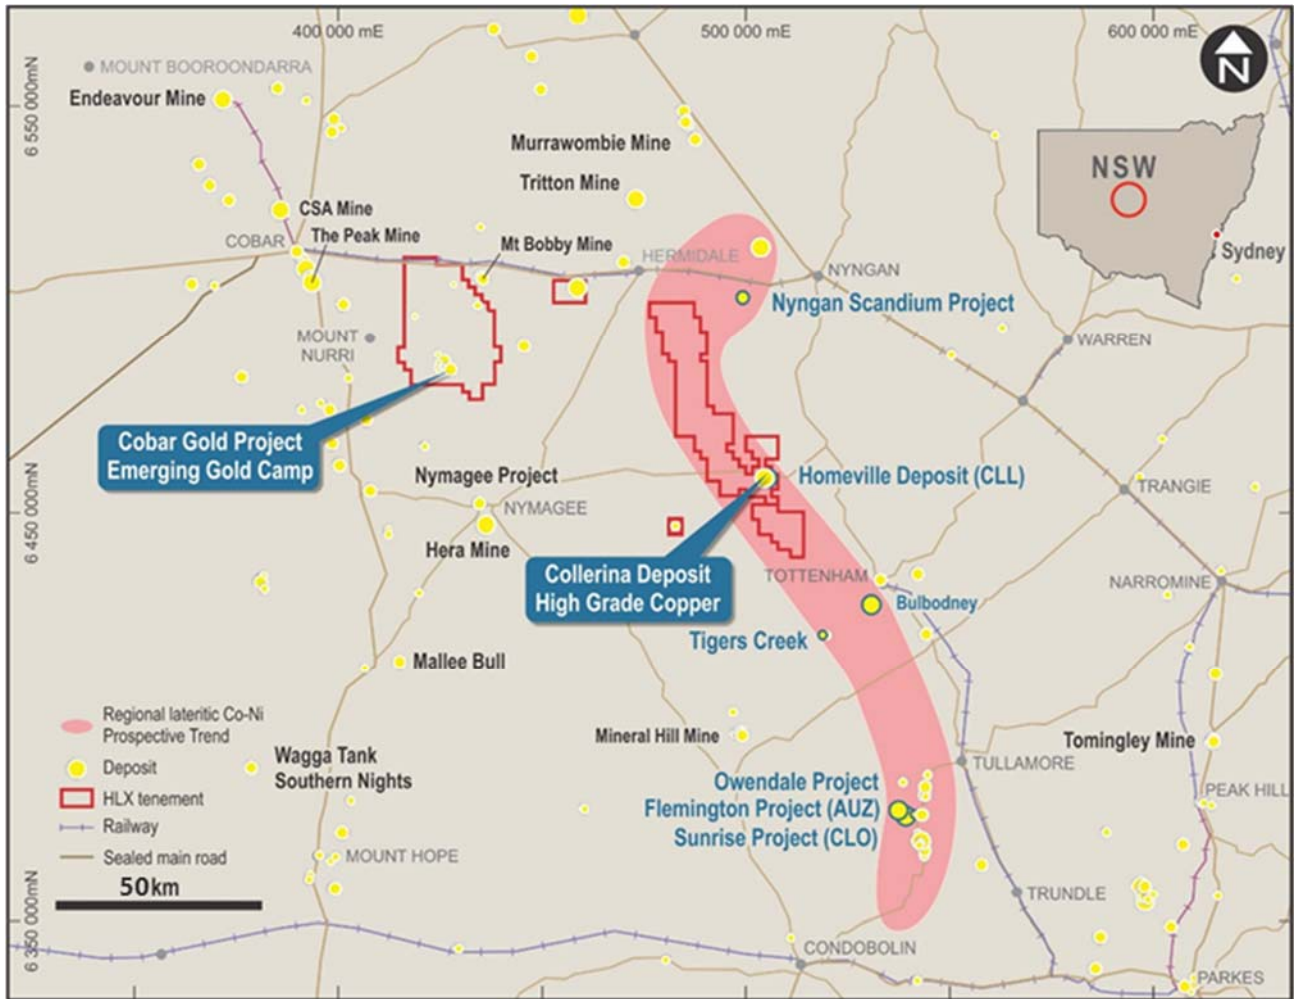 400 000 mE
500 000 mE
600 000 mE
6 550 000mN
6 450 000mN
6 350 000mN
N
MOUNT BOOROONDARRA
Endeavour Mine
Murrawombie Mine
Tritton Mine
NSW
Sydney
CSA Mine
COBAR
The Peak Mine
Mt Bobby Mine
HERMIDALE
NYNGAN
Nyngan Scandium Project
MOUNT
NURRI
WARREN
Cobar Gold Project
Emerging Gold Camp
Nymagee Project
NYMAGEE
Hera Mine
Homeville Deposit (CLL)
TRANGIE
Collerina Deposit
High Grade Copper
TOTTENHAM
NARROMINE
Bulbodney
Tigers Creek
Mallee Bull
Regional lateritic Co-Ni
Prospective Trend
Deposit
HLX tenement
Railway
Sealed main road
50km
Wagga Tank
Southern Nights
Mineral Hill Mine
Tomingley Mine
TULLAMORE
Owendale Project
Flemington Project (AUZ)
Sunrise Project (CLO)
PEAK HILL
MOUNT HOPE
TRUNDLE
CONDOBOLIN
PARKES